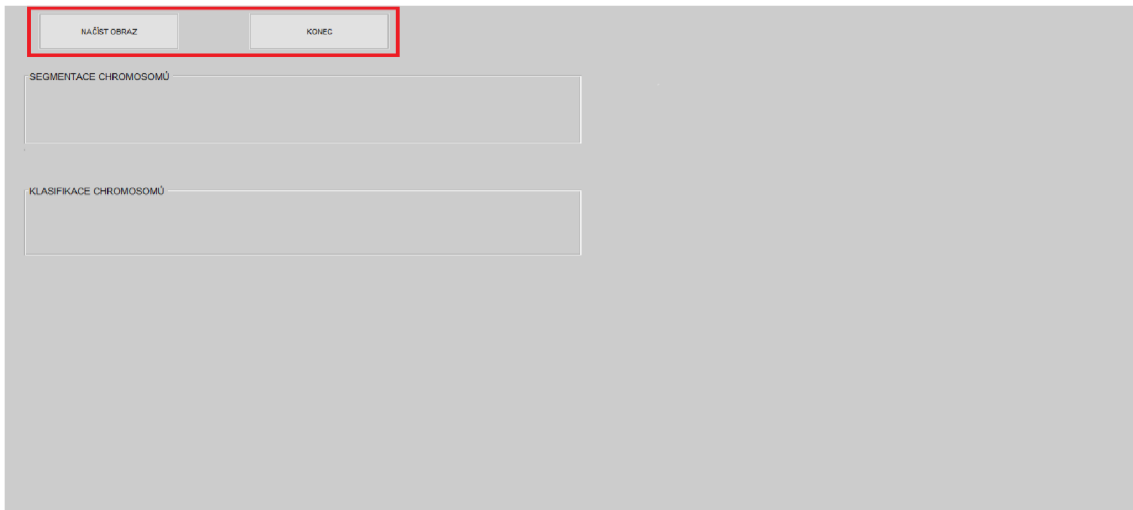 NAČÍST OBRAZ KONEC
SEGMENTACE CHROMOSOMŮ
KLASIFIKACE CHROMOSOMŮ